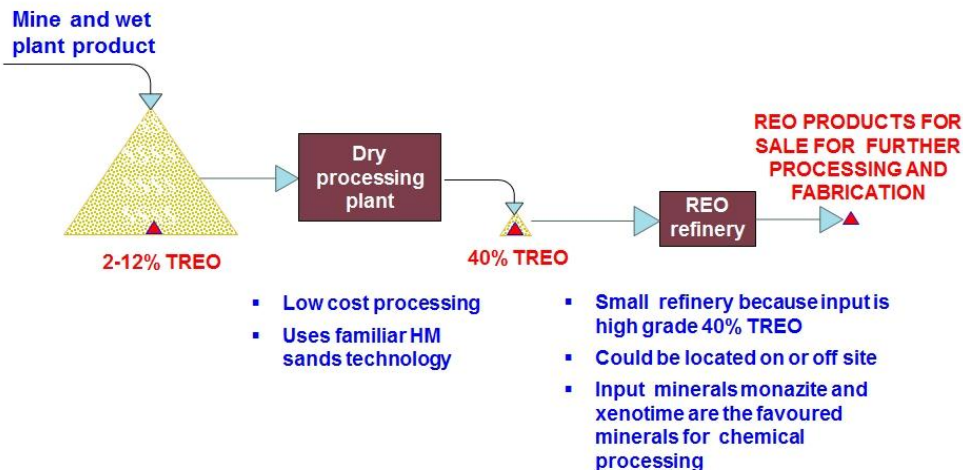 Mine and wet
plant product
Dry
processing
plant
REO
refinery
REO PRODUCTS FOR
SALE FOR FURTHER
PROCESSING AND
FABRICATION
2-12% TREO
40% TREO
▪ Low cost processing
▪ Uses familiar HM
sands technology
▪ Small refinery because input is
high grade 40% TREO
▪ Could be located on or off site
▪ Input minerals monazite and
xenotime are the favoured
minerals for chemical
processing